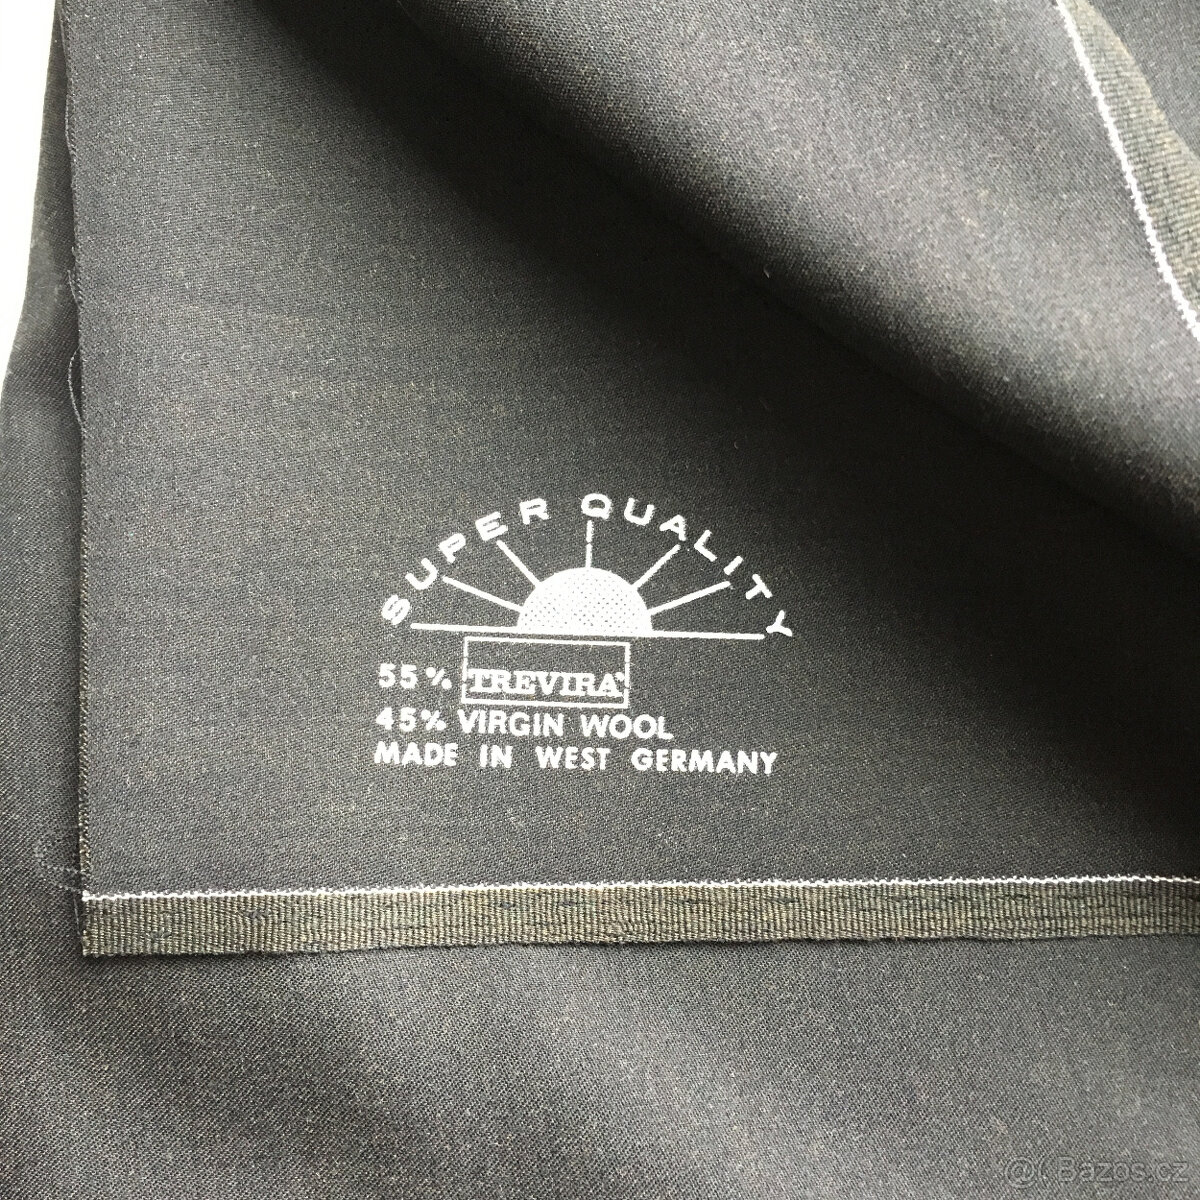 SUPER QUALITY
55% TREVIRA®
45% VIRGIN WOOL
MADE IN WEST GERMANY
@( Bazos.cz